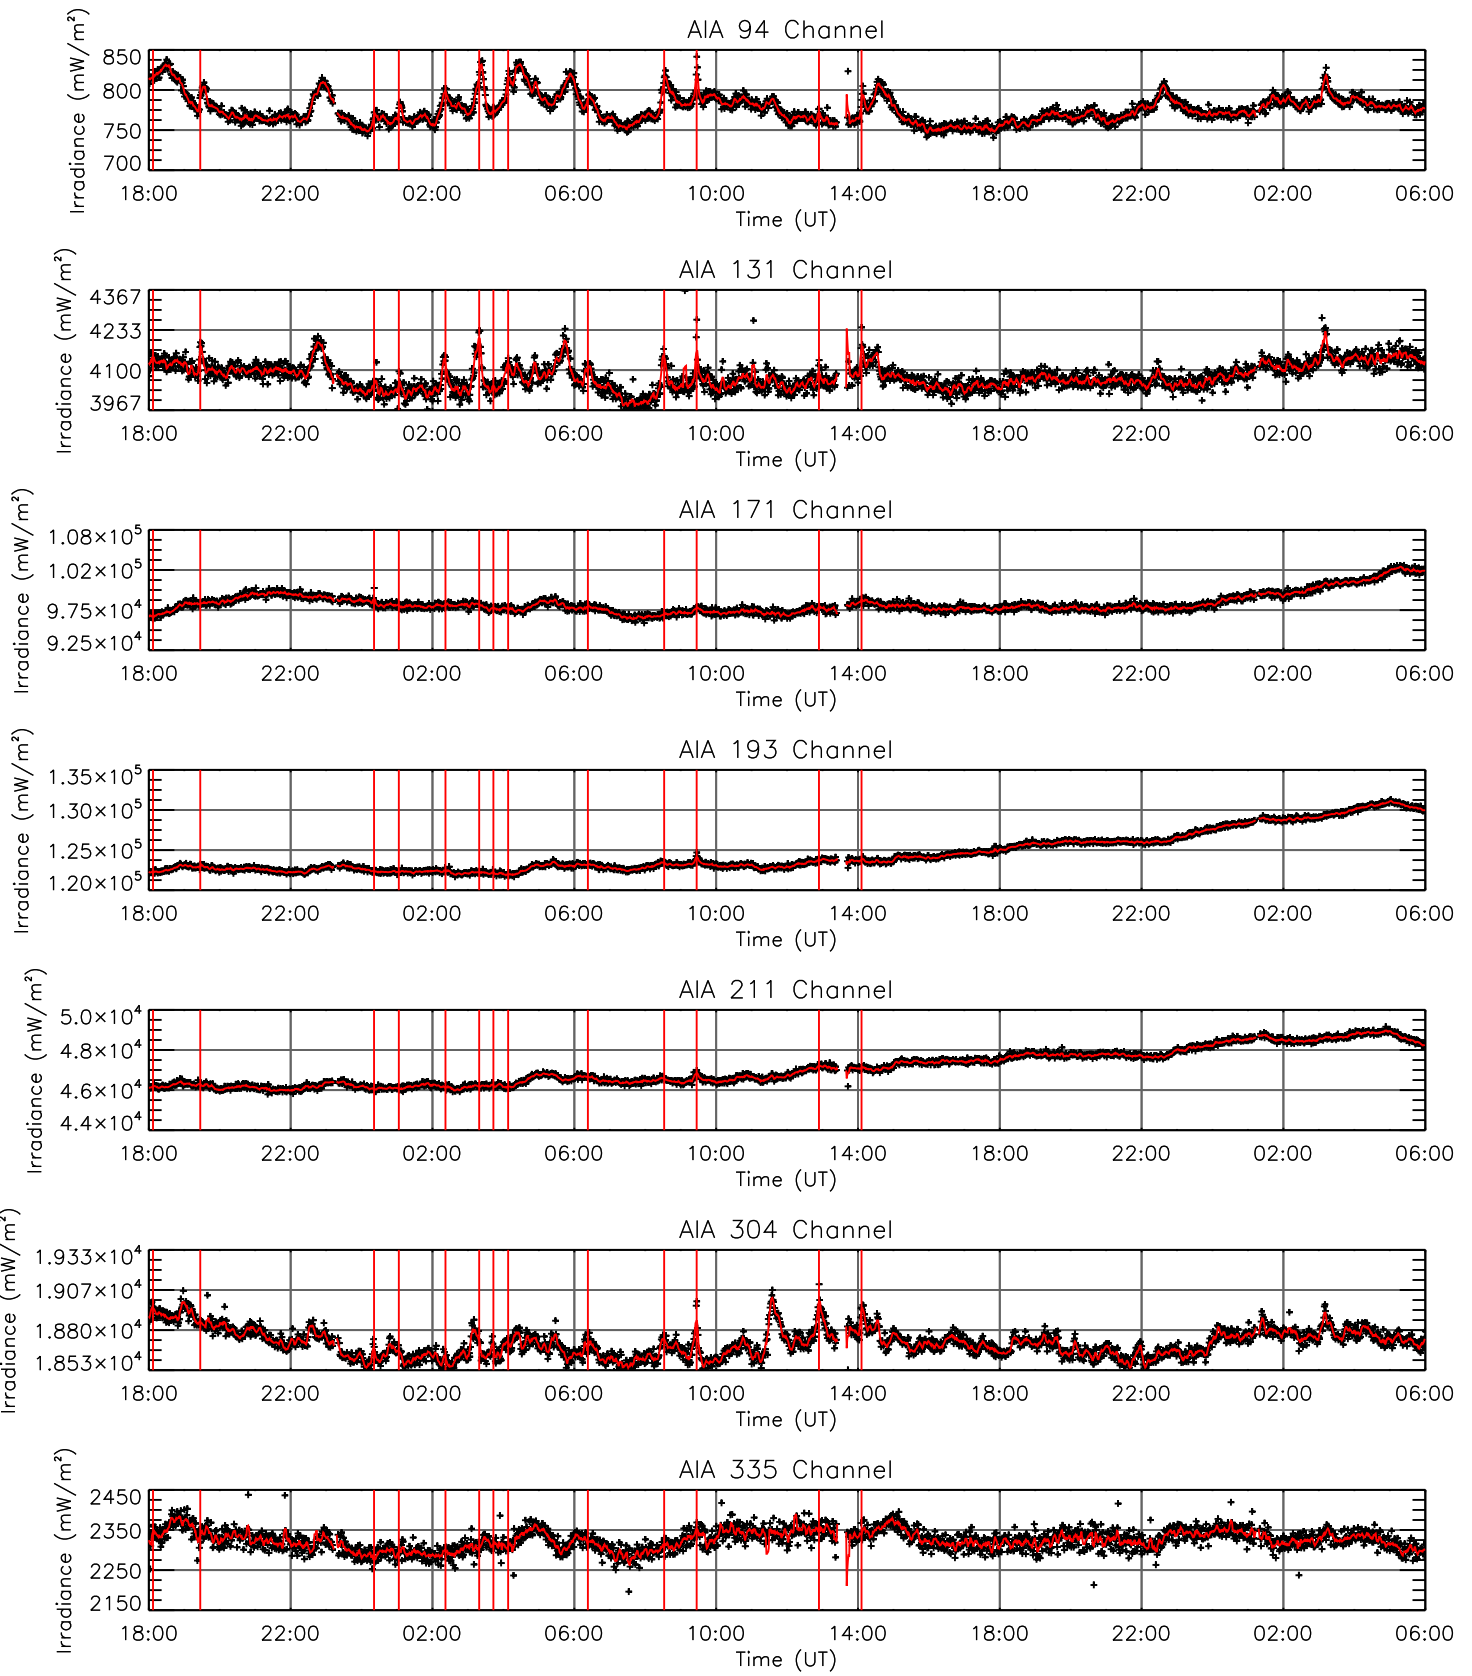 AIA 94 Channel
Irradiance (mW/m²)
850
800
750
700
18:00 22:00 02:00 06:00 10:00 14:00 18:00 22:00 02:00 06:00
Time (UT)
AIA 131 Channel
Irradiance (mW/m²)
4367
4233
4100
3967
18:00 22:00 02:00 06:00 10:00 14:00 18:00 22:00 02:00 06:00
Time (UT)
AIA 171 Channel
Irradiance (mW/m²)
1.08×10⁵
1.02×10⁵
9.75×10⁴
9.25×10⁴
18:00 22:00 02:00 06:00 10:00 14:00 18:00 22:00 02:00 06:00
Time (UT)
AIA 193 Channel
Irradiance (mW/m²)
1.35×10⁵
1.30×10⁵
1.25×10⁵
1.20×10⁵
18:00 22:00 02:00 06:00 10:00 14:00 18:00 22:00 02:00 06:00
Time (UT)
AIA 211 Channel
Irradiance (mW/m²)
5.0×10⁴
4.8×10⁴
4.6×10⁴
4.4×10⁴
18:00 22:00 02:00 06:00 10:00 14:00 18:00 22:00 02:00 06:00
Time (UT)
AIA 304 Channel
Irradiance (mW/m²)
1.933×10⁴
1.907×10⁴
1.880×10⁴
1.853×10⁴
18:00 22:00 02:00 06:00 10:00 14:00 18:00 22:00 02:00 06:00
Time (UT)
AIA 335 Channel
Irradiance (mW/m²)
2450
2350
2250
2150
18:00 22:00 02:00 06:00 10:00 14:00 18:00 22:00 02:00 06:00
Time (UT)